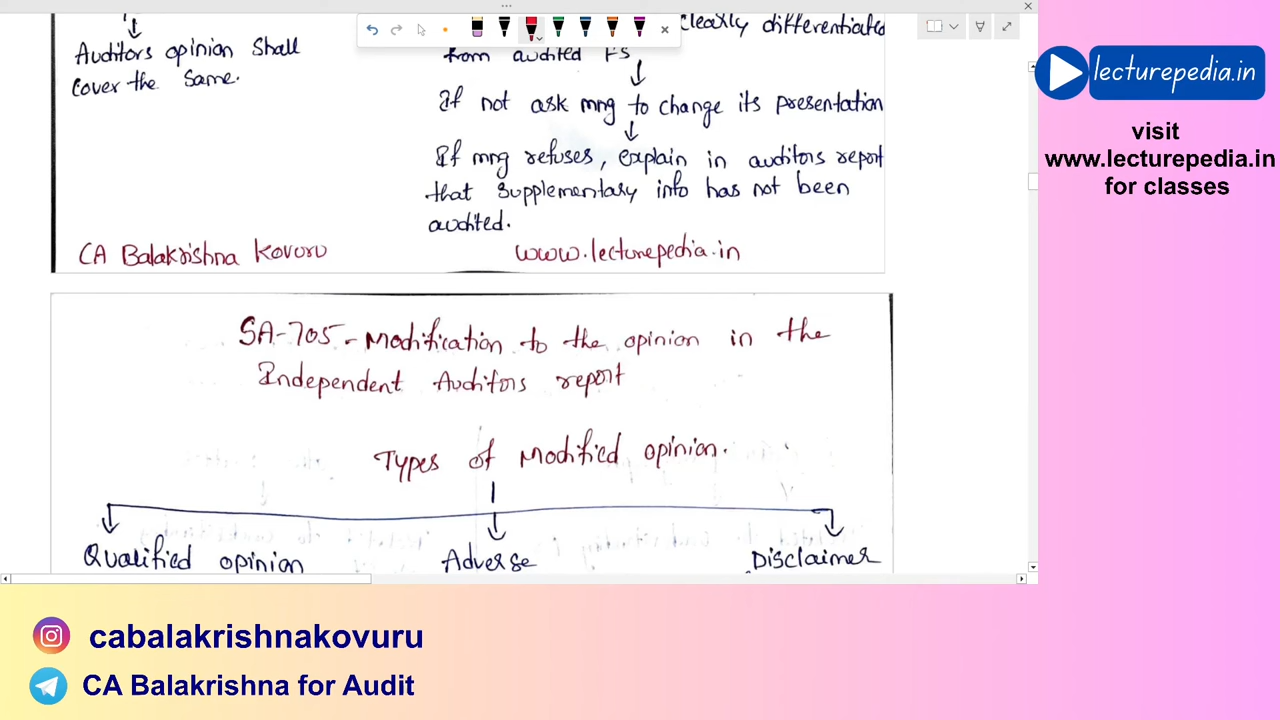 Auditors opinion shall
cover the same.
clearly differentiated
from audited FS
If not ask mng to change its presentation
If mng refuses, explain in auditors report
that supplementary info has not been
audited.
CA Balakrishna Kovuru
www.lecturepedia.in
SA-705 - Modification to the opinion in the
Independent Auditors report
Types of Modified opinion.
Qualified opinion
Adverse
Disclaimer
lecturepedia.in
visit
www.lecturepedia.in
for classes
cabalakrishnakovuru
CA Balakrishna for Audit